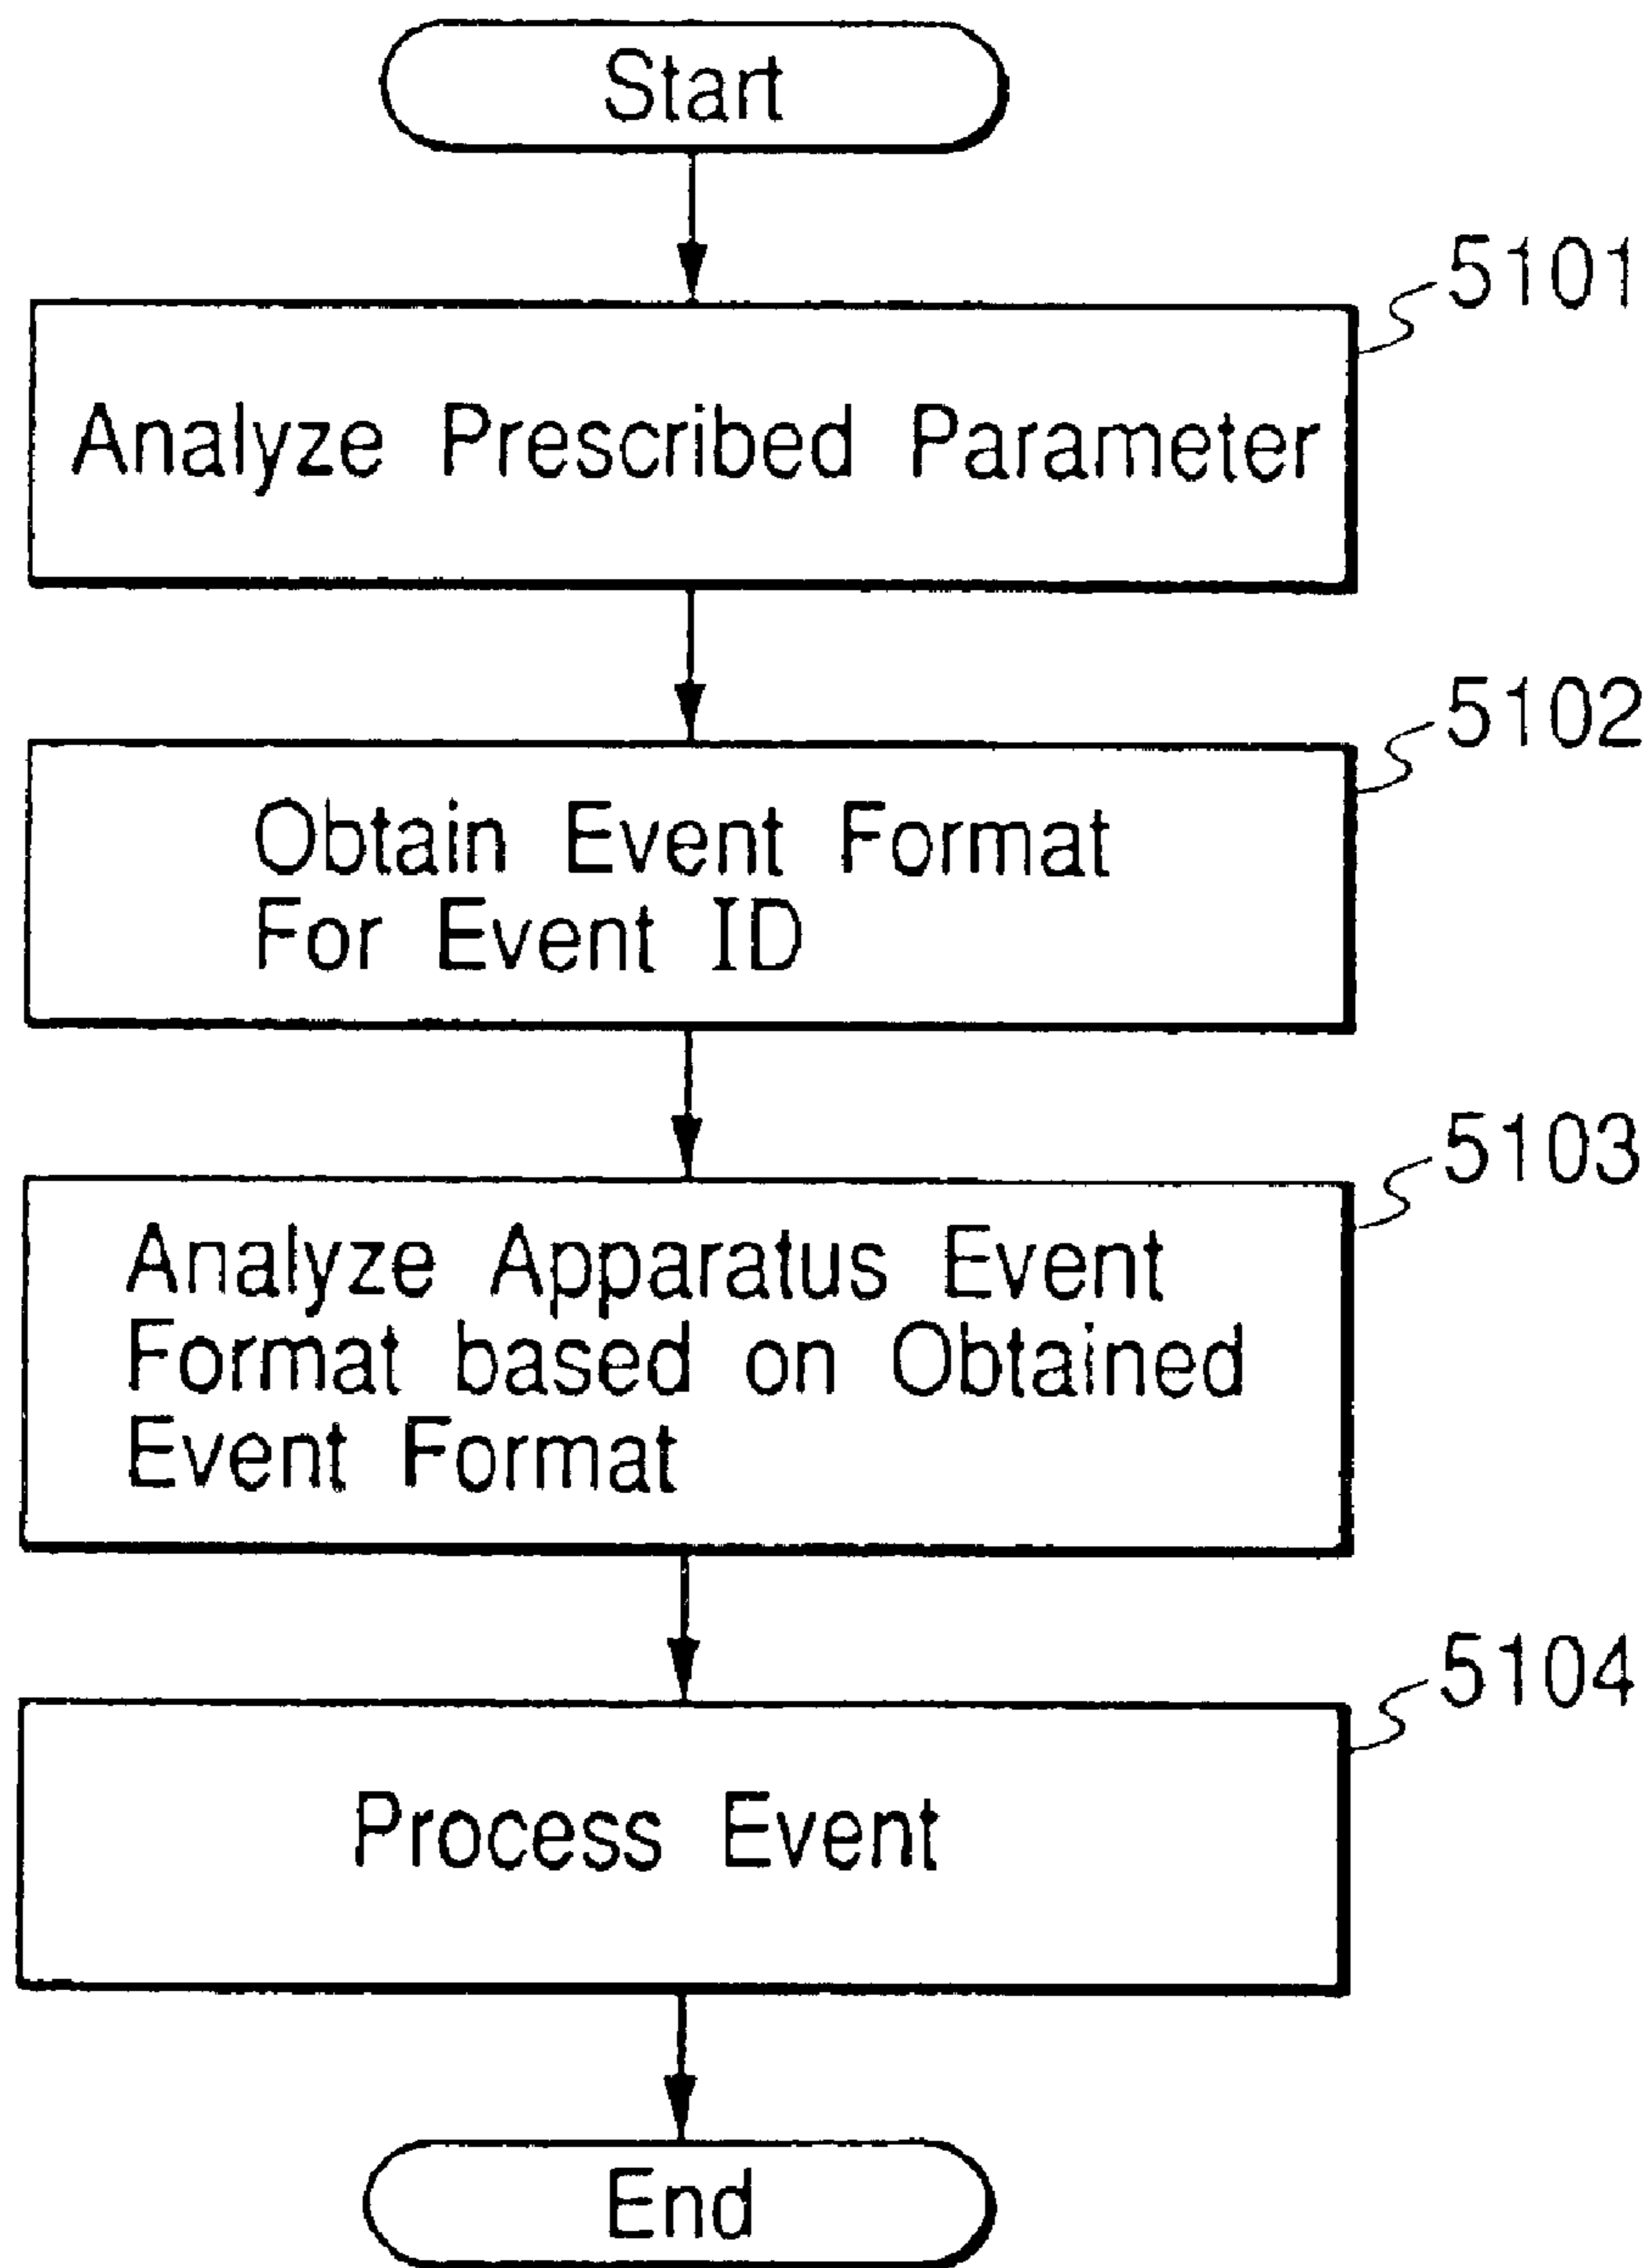 Start
5101
Analyze Prescribed Parameter
5102
Obtain Event Format
For Event ID
5103
Analyze Apparatus Event
Format based on Obtained
Event Format
5104
Process Event
End